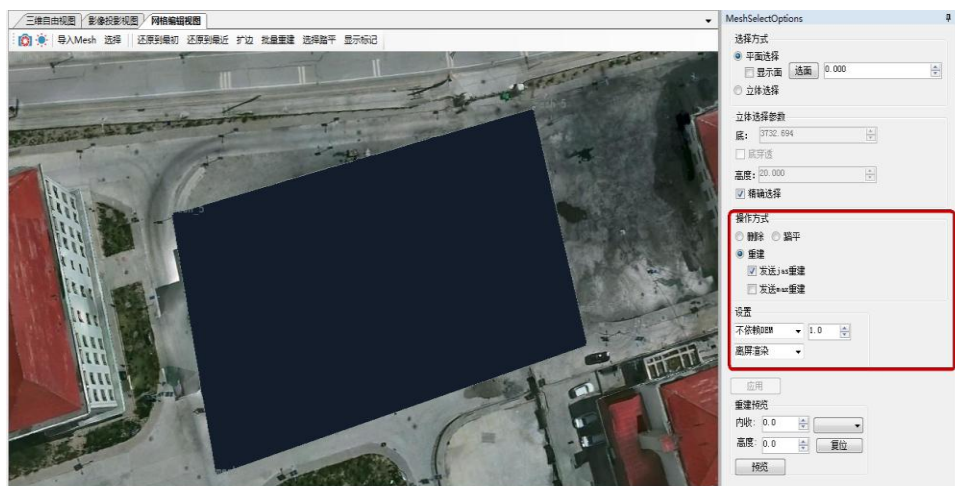 三维自由视图 影像投影视图 网格编辑视图
导入Mesh 选择 还原到最初 还原到最近 扩边 批量重建 选择踏平 显示标记
MeshSelectOptions
选择方式
平面选择
显示面 选面 0.000
立体选择
立体选择参数
底: 3732.694
底穿透
高度: 20.000
精确选择
操作方式
删除 踏平
重建
发送jas重建
发送max重建
设置
不依赖DEM 1.0
离屏渲染
应用
重建预览
内收: 0.0
高度: 0.0 复位
预览